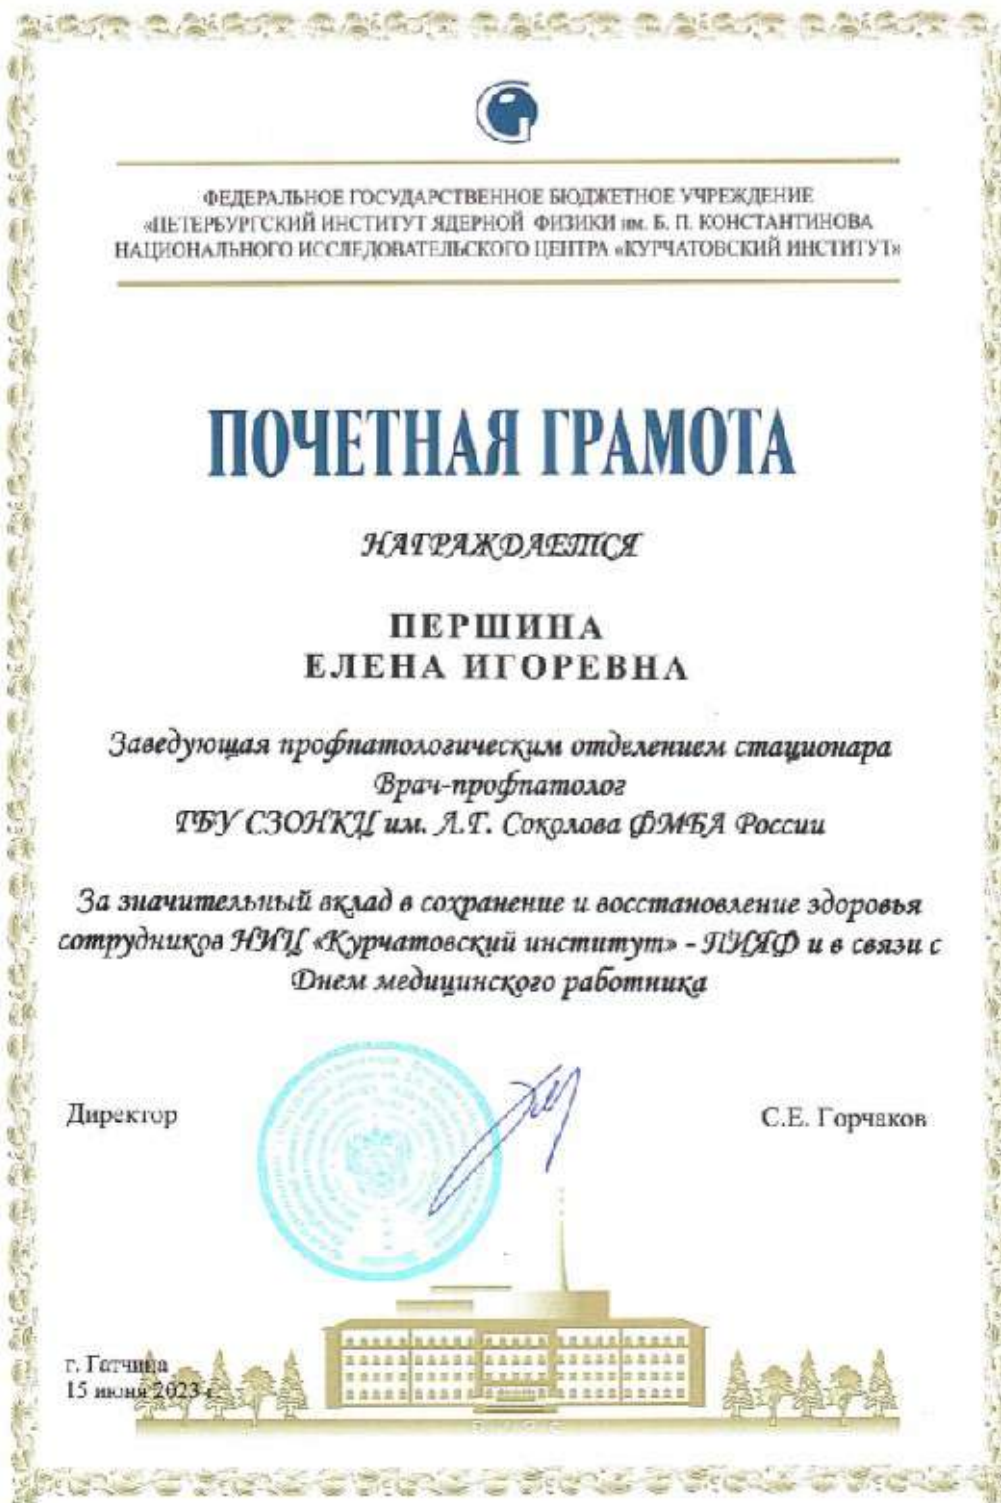 ФЕДЕРАЛЬНОЕ ГОСУДАРСТВЕННОЕ БЮДЖЕТНОЕ УЧРЕЖДЕНИЕ
«ПЕТЕРБУРГСКИЙ ИНСТИТУТ ЯДЕРНОЙ ФИЗИКИ им. Б. П. КОНСТАНТИНОВА
НАЦИОНАЛЬНОГО ИССЛЕДОВАТЕЛЬСКОГО ЦЕНТРА «КУРЧАТОВСКИЙ ИНСТИТУТ»
ПОЧЕТНАЯ ГРАМОТА
НАГРАЖДАЕТСЯ
ПЕРШИНА
ЕЛЕНА ИГОРЕВНА
Заведующая профпатологическим отделением стационара
Врач-профпатолог
ГБУ СЗОНКЦ им. Л.Г. Соколова ФМБА России
За значительный вклад в сохранение и восстановление здоровья
сотрудников НИЦ «Курчатовский институт» - ПИЯФ и в связи с
Днем медицинского работника
Директор
С.Е. Горчаков
г. Гатчина
15 июня 2023 г.